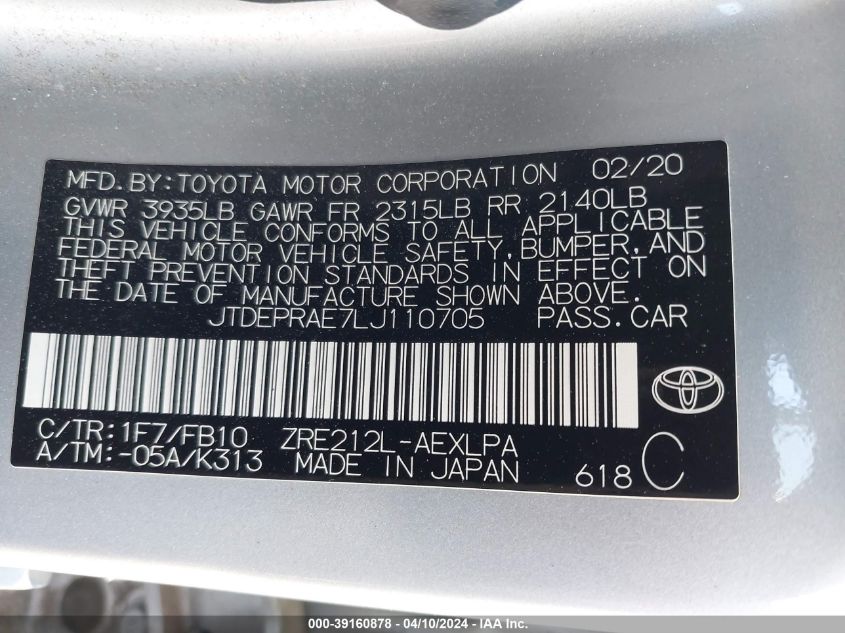 MFD. BY: TOYOTA MOTOR CORPORATION 02/20
GVWR 3935LB GAWR FR 2315LB RR 2140LB
THIS VEHICLE CONFORMS TO ALL APPLICABLE
FEDERAL MOTOR VEHICLE SAFETY, BUMPER, AND
THEFT PREVENTION STANDARDS IN EFFECT ON
THE DATE OF MANUFACTURE SHOWN ABOVE.
JTDEPRAE7LJ110705 PASS. CAR
C/TR: 1F7/FB10 ZRE212L-AEXLPA
A/TM: -05A/K313 MADE IN JAPAN 618 C
000-39160878 - 04/10/2024 - IAA Inc.